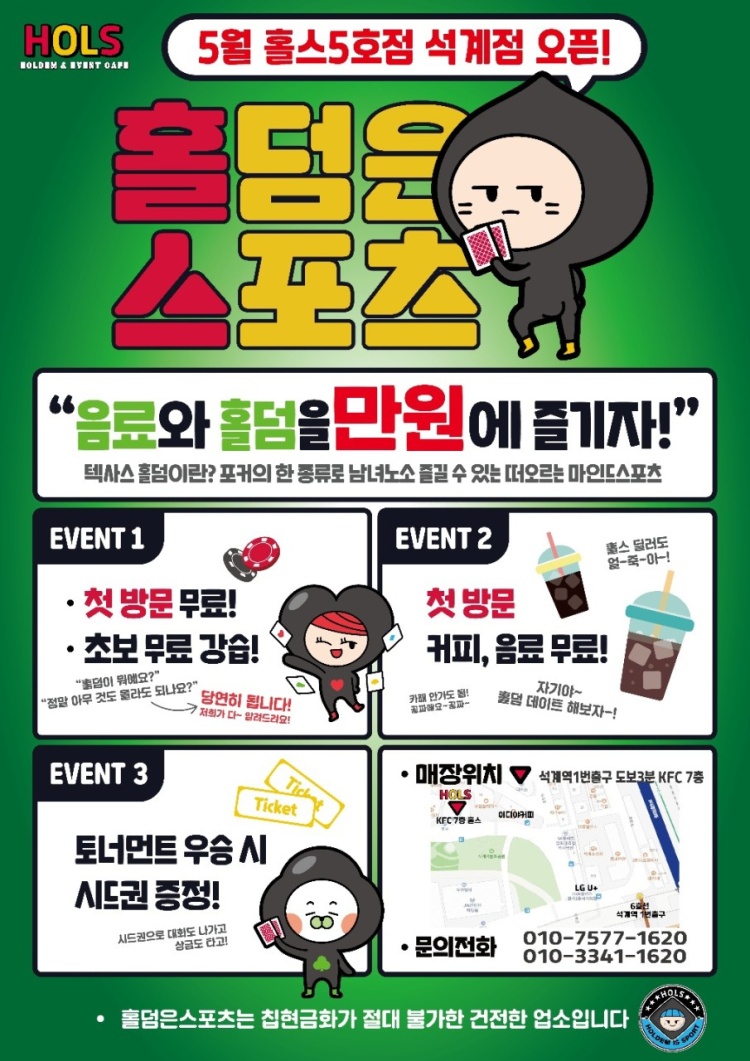 HOLS
HOLDEM & EVENT CAFE
5월 홀스5호점 석계점 오픈!
홀덤은
스포츠
“음료와 홀덤을만원에 즐기자!”
텍사스 홀덤이란? 포커의 한 종류로 남녀노소 즐길 수 있는 떠오르는 마인드스포츠
EVENT 1
• 첫 방문 무료!
• 초보 무료 강습!
“홀덤이 뭐예요?”
“정말 아무 것도 몰라도 되나요?”
당연히 됩니다!
저희가 다~ 알려드려요!
EVENT 2
홀스 딜러도
얼-죽-아-!
첫 방문
커피, 음료 무료!
카페 안가도 됨!
꽁짜해요~꽁짜~
자기야~
홀덤 데이트 해보자~!
EVENT 3
Ticket
Ticket
토너먼트 우승 시
시드권 증정!
시드권으로 대회도 나가고
상금도 타고!
• 매장위치 석계역1번출구 도보3분 KFC 7층
HOLS
KFC 7층 홀스
이디야커피
LG U+
6호선
석계역 1번출구
• 문의전화 010-7577-1620
010-3341-1620
• 홀덤은스포츠는 칩현금화가 절대 불가한 건전한 업소입니다
HOLS
HOLDEM IS SPORT